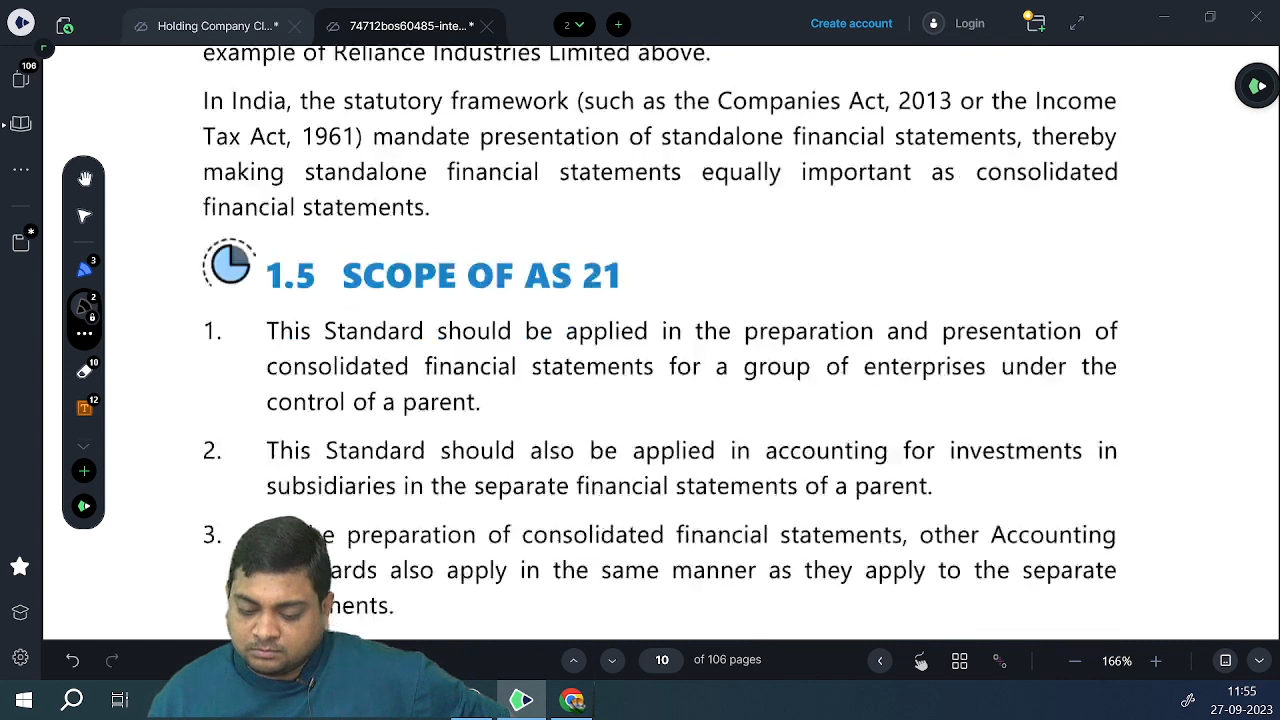 Holding Company Cl...*
74712bos60485-inte...*
2
Create account
Login
106
example of Reliance Industries Limited above.
In India, the statutory framework (such as the Companies Act, 2013 or the Income
Tax Act, 1961) mandate presentation of standalone financial statements, thereby
making standalone financial statements equally important as consolidated
financial statements.
1.5 SCOPE OF AS 21
1. This Standard should be applied in the preparation and presentation of
consolidated financial statements for a group of enterprises under the
control of a parent.
2. This Standard should also be applied in accounting for investments in
subsidiaries in the separate financial statements of a parent.
3. preparation of consolidated financial statements, other Accounting
also apply in the same manner as they apply to the separate
3
2
10
12
10 of 106 pages
166%
11:55
27-09-2023